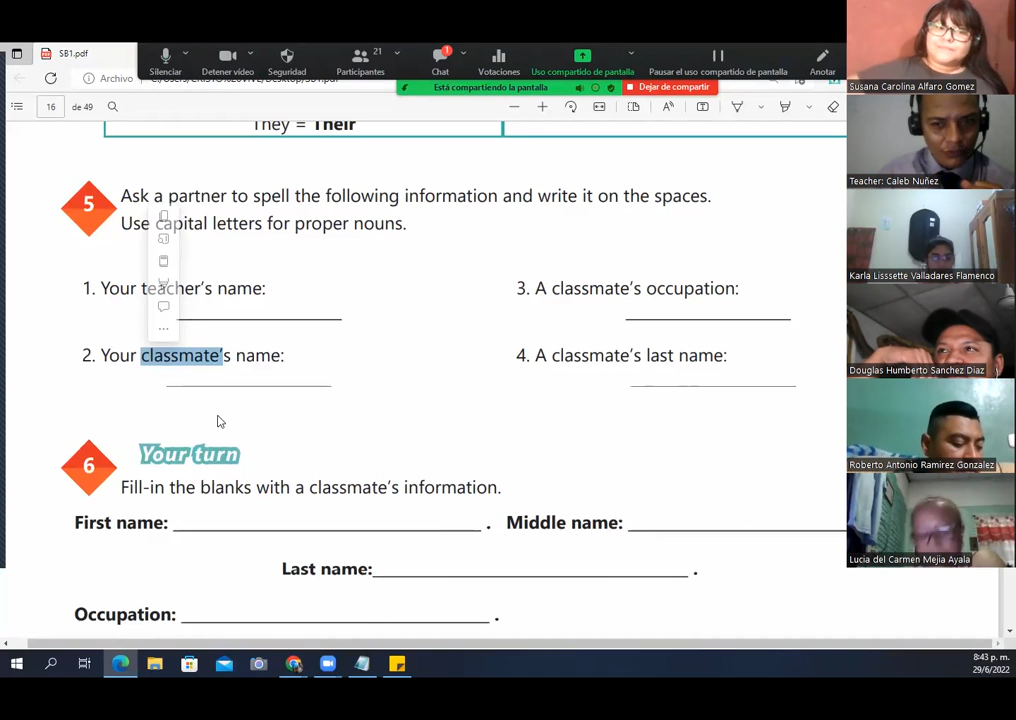 SB1.pdf
Silenciar
Detener video
Seguridad
21
Participantes
1
Chat
Votaciones
Uso compartido de pantalla
Pausar el uso compartido de pantalla
Anotar
Está compartiendo la pantalla
Dejar de compartir
Archivo
16 de 49
They = Their
5
Ask a partner to spell the following information and write it on the spaces.
Use capital letters for proper nouns.
1. Your teacher's name:
3. A classmate's occupation:
2. Your classmate's name:
4. A classmate's last name:
6
Your turn
Fill-in the blanks with a classmate's information.
First name: . Middle name:
Last name: .
Occupation: .
Susana Carolina Alfaro Gomez
Teacher: Caleb Nuñez
Karla Lisssette Valladares Flamenco
Douglas Humberto Sanchez Diaz
Roberto Antonio Ramirez Gonzalez
Lucia del Carmen Mejia Ayala
8:43 p. m.
29/6/2022